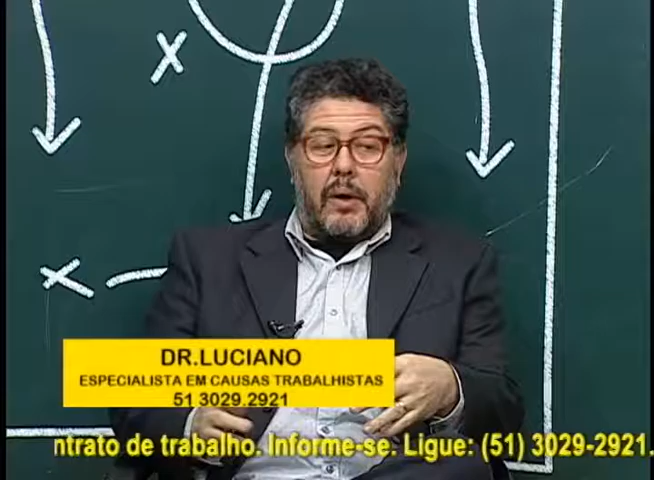 DR.LUCIANO
ESPECIALISTA EM CAUSAS TRABALHISTAS
51 3029.2921
ntrato de trabalho. Informe-se. Ligue: (51) 3029-2921.